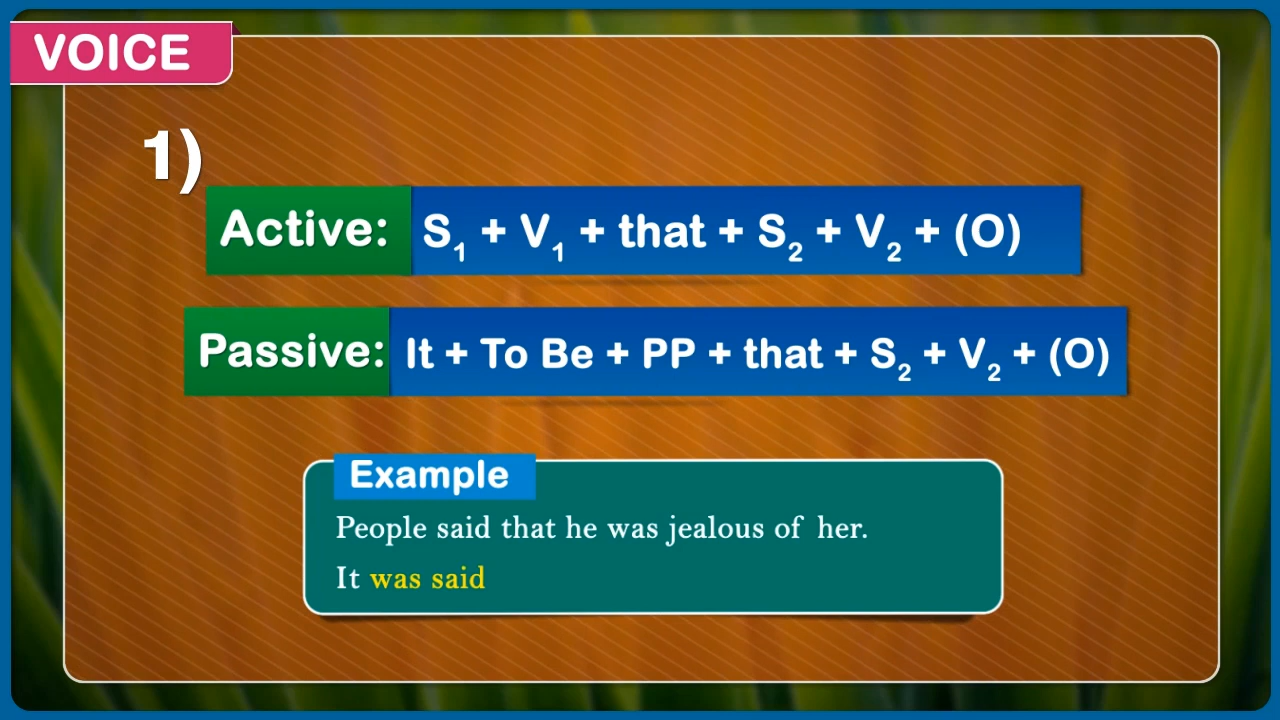 VOICE
1)
Active: S₁ + V₁ + that + S₂ + V₂ + (O)
Passive: It + To Be + PP + that + S₂ + V₂ + (O)
Example
People said that he was jealous of her.
It was said